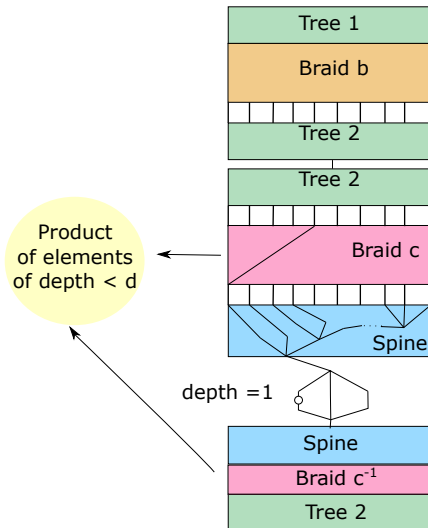 Tree 1
Braid b
Tree 2
Tree 2
Product
of elements
of depth < d
Braid c
Spine
depth =1
Spine
Braid c⁻¹
Tree 2